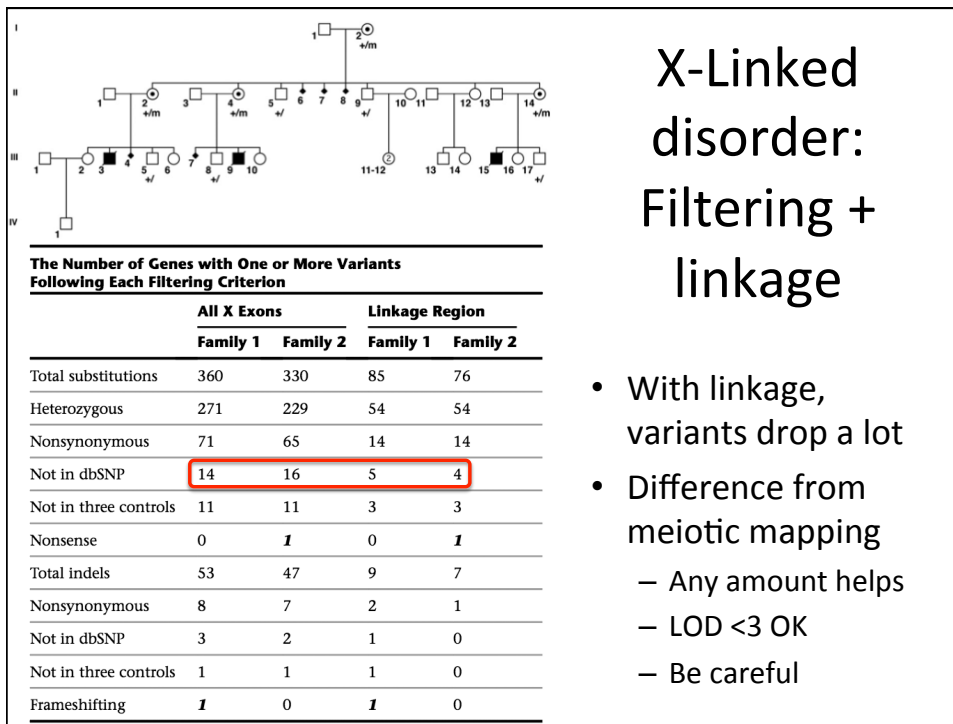 I
1 2
+/m
II
1 2 3 4 5 6 7 8 9 10 11 12 13 14
+/m +/m +/ +/ +/m
III
1 2 3 4 5 6 7 8 9 10 2 11-12 13 14 15 16 17
+/ +/ +/
IV
1
The Number of Genes with One or More Variants
Following Each Filtering Criterion
All X Exons Linkage Region
Family 1 Family 2 Family 1 Family 2
Total substitutions 360 330 85 76
Heterozygous 271 229 54 54
Nonsynonymous 71 65 14 14
Not in dbSNP 14 16 5 4
Not in three controls 11 11 3 3
Nonsense 0 1 0 1
Total indels 53 47 9 7
Nonsynonymous 8 7 2 1
Not in dbSNP 3 2 1 0
Not in three controls 1 1 1 0
Frameshifting 1 0 1 0
X-Linked
disorder:
Filtering +
linkage
• With linkage,
variants drop a lot
• Difference from
meiotic mapping
– Any amount helps
– LOD <3 OK
– Be careful